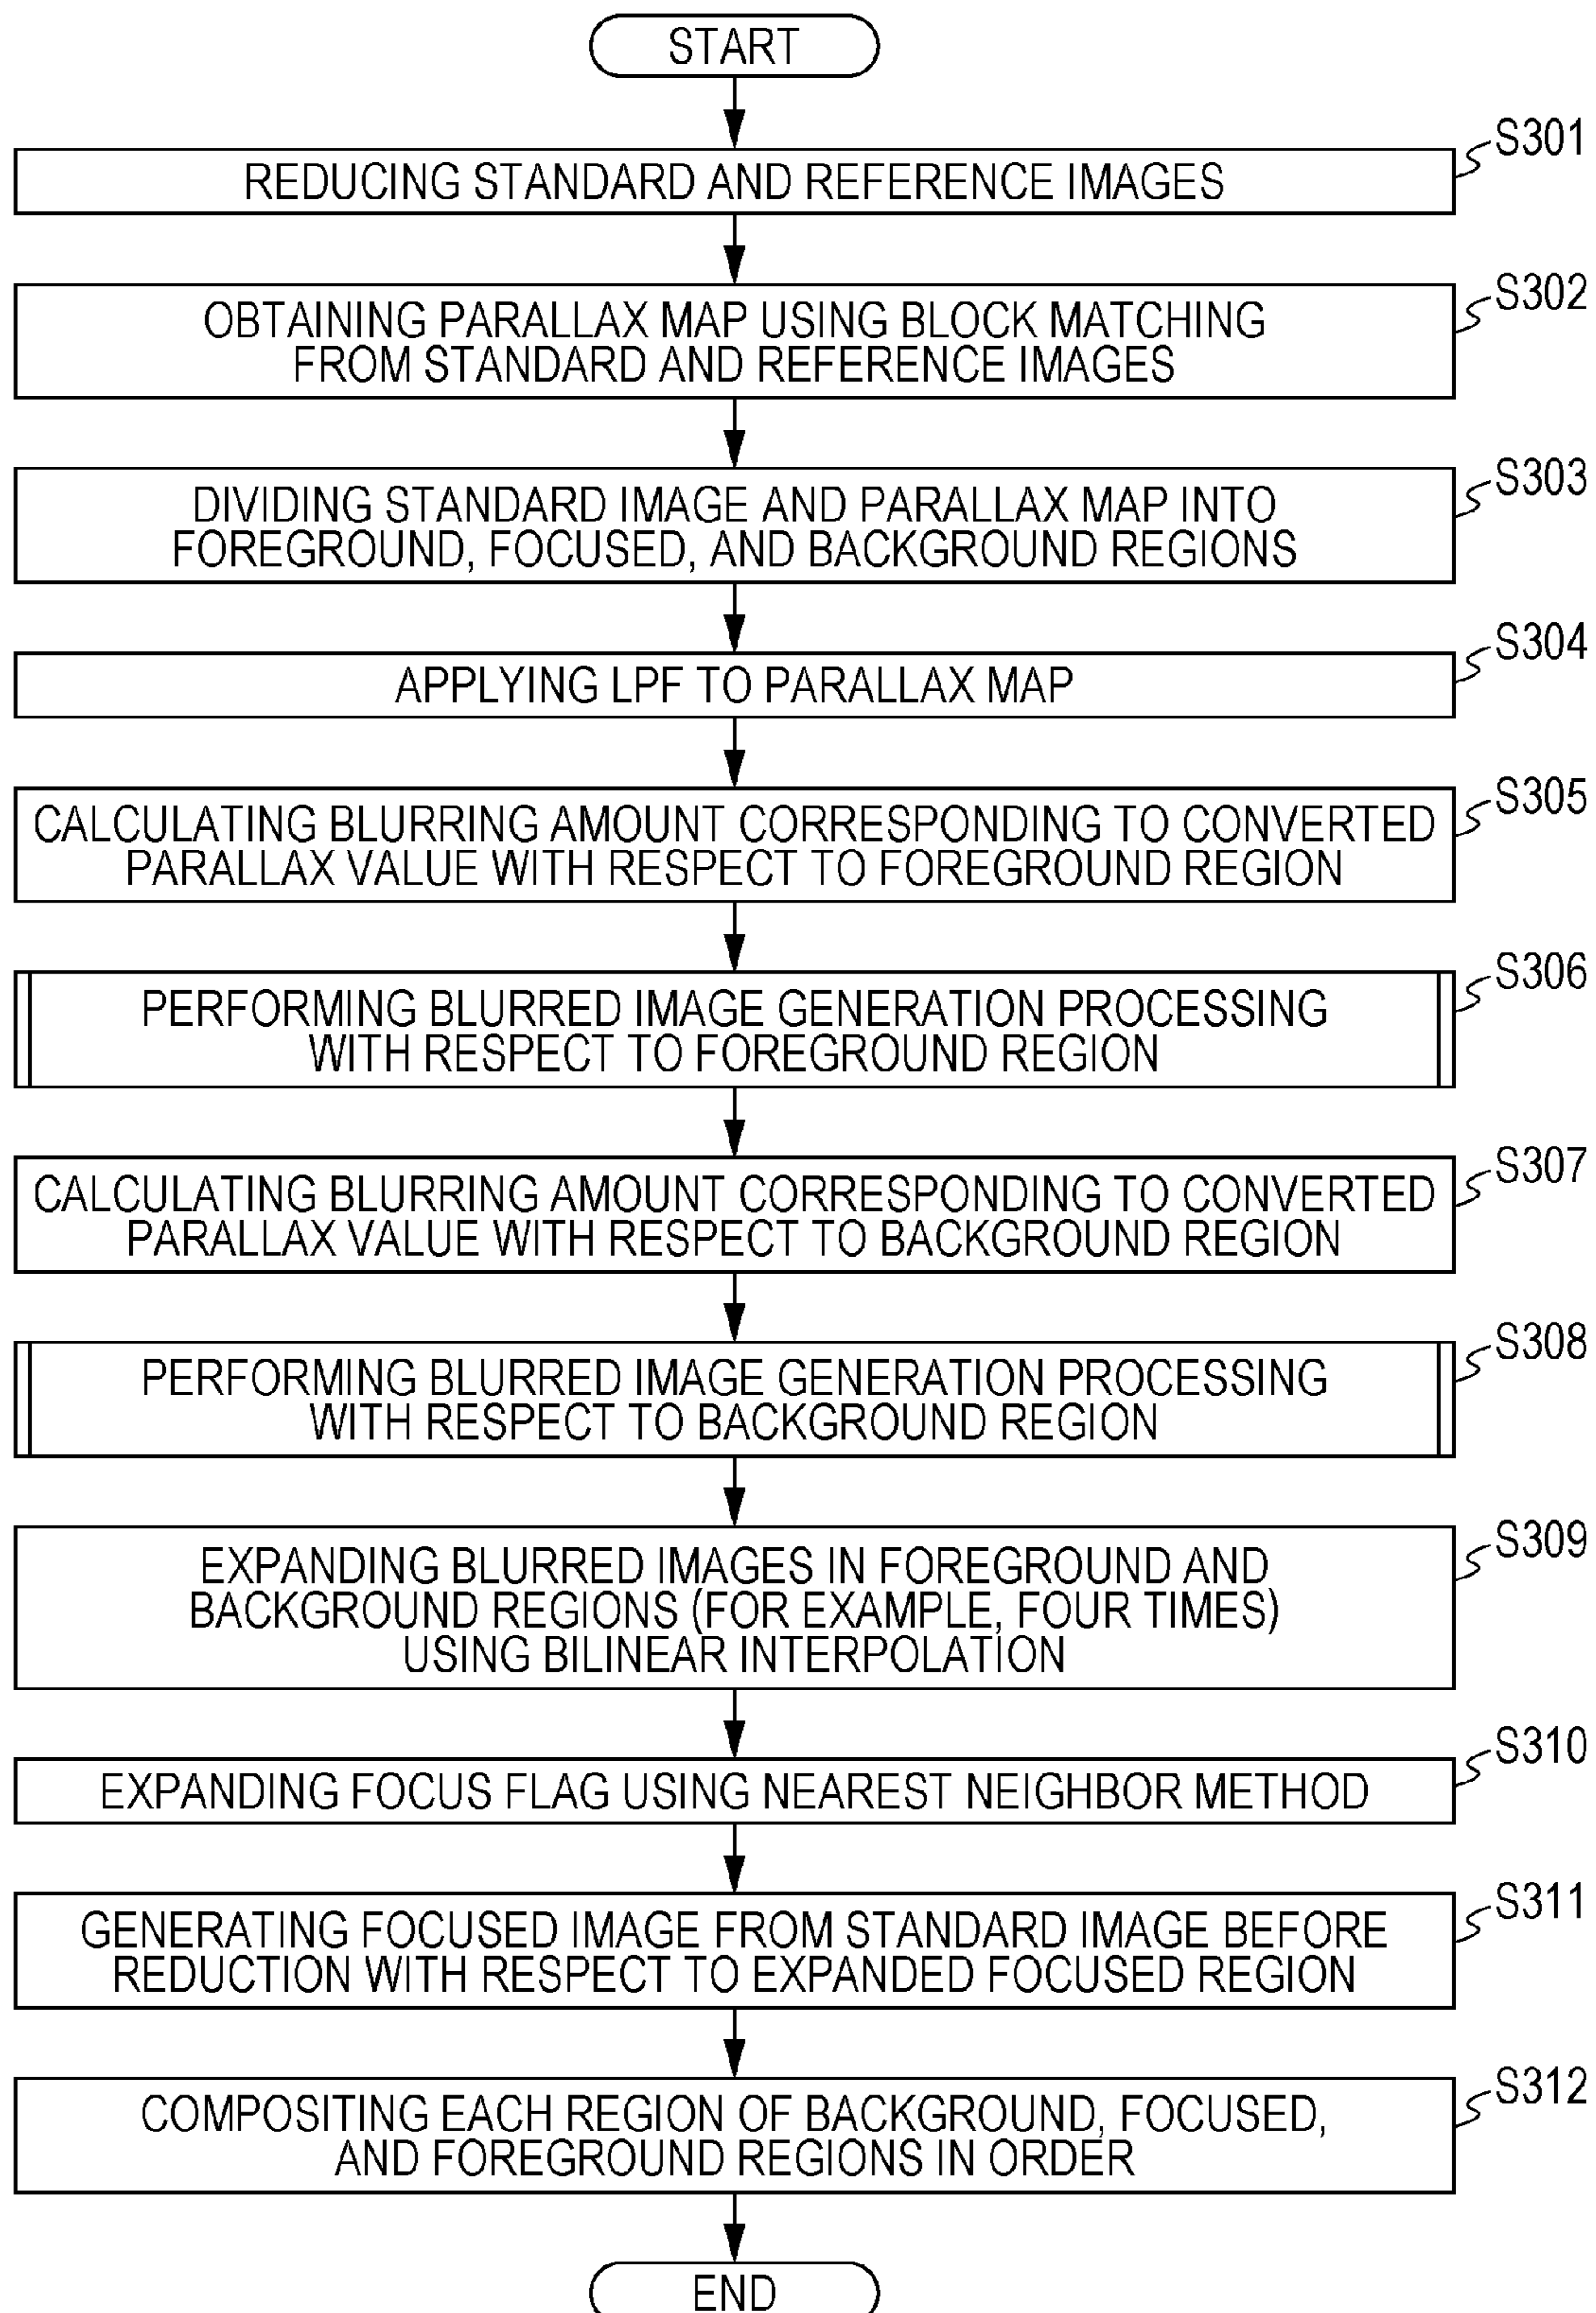 START
S301
REDUCING STANDARD AND REFERENCE IMAGES
S302
OBTAINING PARALLAX MAP USING BLOCK MATCHING
FROM STANDARD AND REFERENCE IMAGES
S303
DIVIDING STANDARD IMAGE AND PARALLAX MAP INTO
FOREGROUND, FOCUSED, AND BACKGROUND REGIONS
S304
APPLYING LPF TO PARALLAX MAP
S305
CALCULATING BLURRING AMOUNT CORRESPONDING TO CONVERTED
PARALLAX VALUE WITH RESPECT TO FOREGROUND REGION
S306
PERFORMING BLURRED IMAGE GENERATION PROCESSING
WITH RESPECT TO FOREGROUND REGION
S307
CALCULATING BLURRING AMOUNT CORRESPONDING TO CONVERTED
PARALLAX VALUE WITH RESPECT TO BACKGROUND REGION
S308
PERFORMING BLURRED IMAGE GENERATION PROCESSING
WITH RESPECT TO BACKGROUND REGION
S309
EXPANDING BLURRED IMAGES IN FOREGROUND AND
BACKGROUND REGIONS (FOR EXAMPLE, FOUR TIMES)
USING BILINEAR INTERPOLATION
S310
EXPANDING FOCUS FLAG USING NEAREST NEIGHBOR METHOD
S311
GENERATING FOCUSED IMAGE FROM STANDARD IMAGE BEFORE
REDUCTION WITH RESPECT TO EXPANDED FOCUSED REGION
S312
COMPOSITING EACH REGION OF BACKGROUND, FOCUSED,
AND FOREGROUND REGIONS IN ORDER
END